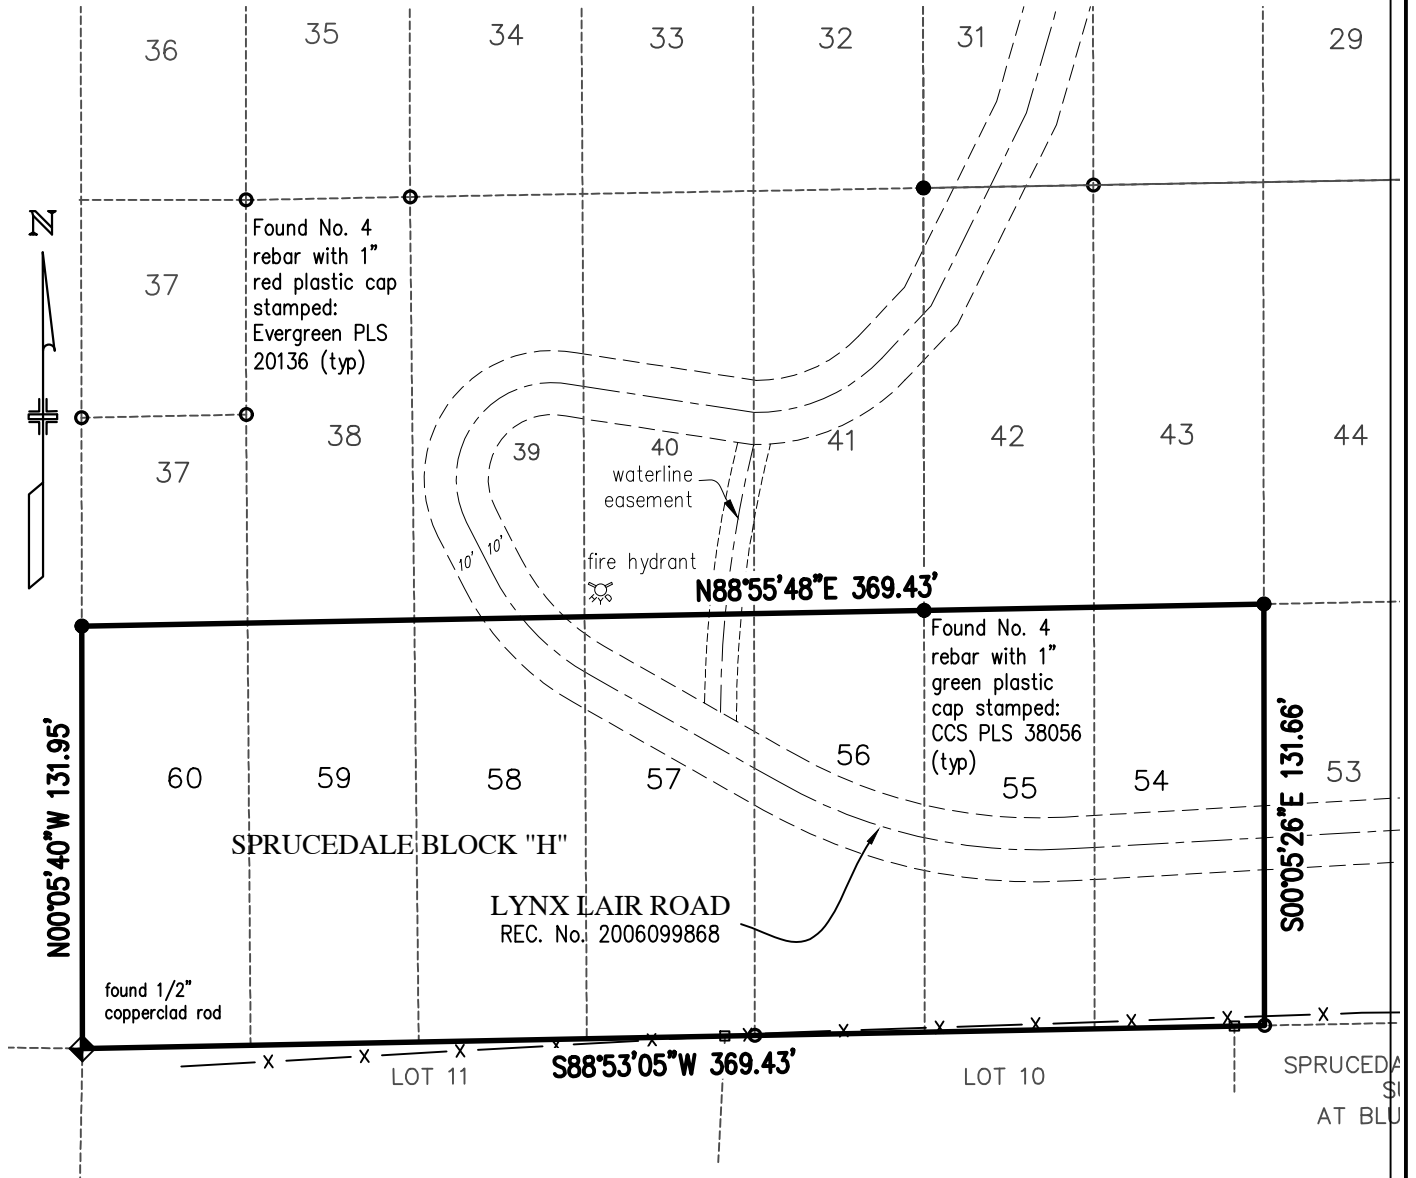 36
35
34
33
32
31
29
N
Found No. 4
rebar with 1"
red plastic cap
stamped:
Evergreen PLS
20136 (typ)
37
37
38
39
40
41
42
43
44
waterline
easement
10'
10'
fire hydrant
N88°55'48"E 369.43'
Found No. 4
rebar with 1"
green plastic
cap stamped:
CCS PLS 38056
(typ)
N00°05'40"W 131.95'
S00°05'26"E 131.66'
60
59
58
57
56
55
54
53
SPRUCEDALE BLOCK "H"
LYNX LAIR ROAD
REC. No. 2006099868
found 1/2"
copperclad rod
S88°53'05"W 369.43'
LOT 11
LOT 10
SPRUCEDA
S
AT BLU